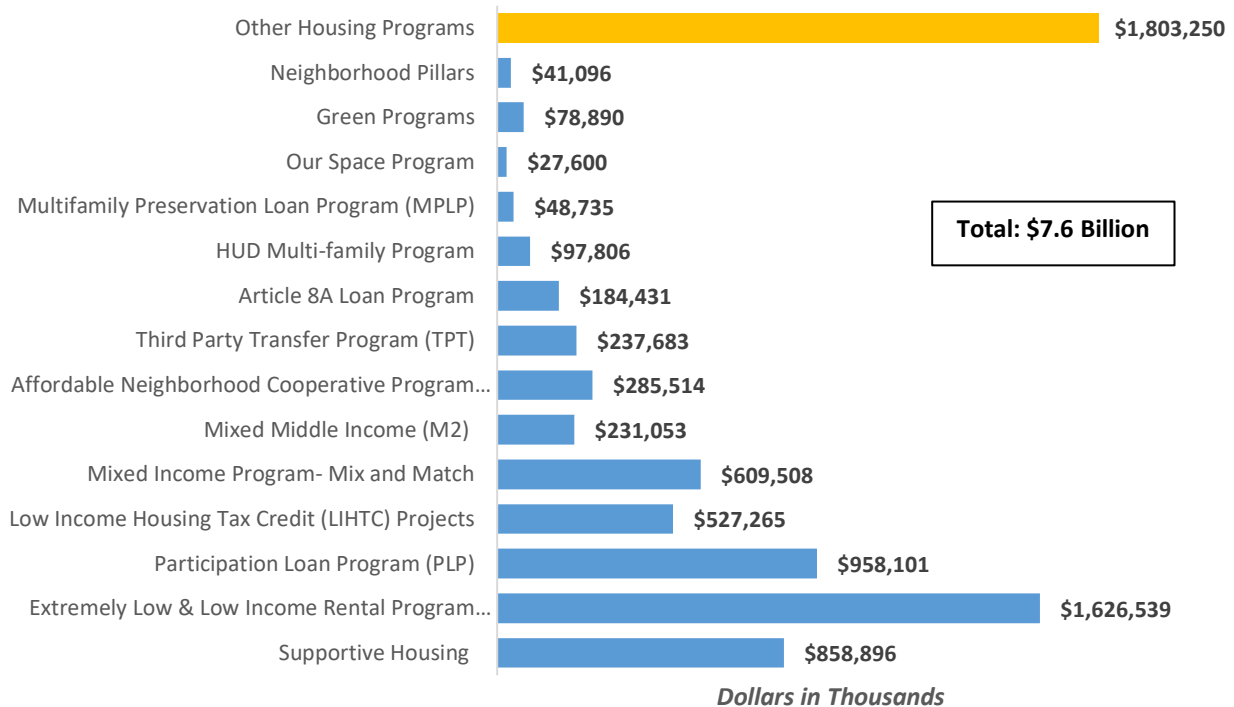 Other Housing Programs $1,803,250
Neighborhood Pillars $41,096
Green Programs $78,890
Our Space Program $27,600
Multifamily Preservation Loan Program (MPLP) $48,735
Total: $7.6 Billion
HUD Multi-family Program $97,806
Article 8A Loan Program $184,431
Third Party Transfer Program (TPT) $237,683
Affordable Neighborhood Cooperative Program... $285,514
Mixed Middle Income (M2) $231,053
Mixed Income Program- Mix and Match $609,508
Low Income Housing Tax Credit (LIHTC) Projects $527,265
Participation Loan Program (PLP) $958,101
Extremely Low & Low Income Rental Program... $1,626,539
Supportive Housing $858,896
Dollars in Thousands